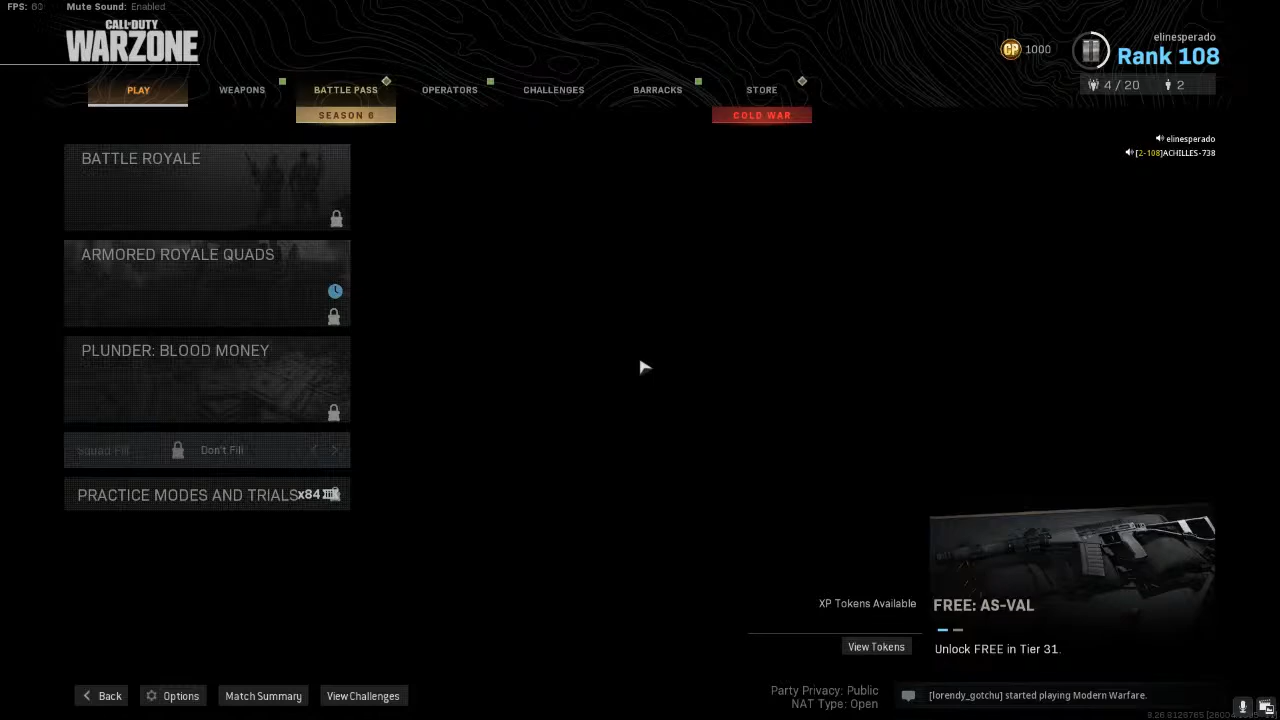 FPS: 60 Mute Sound: Enabled
CALL OF DUTY
WARZONE
CP 1000
elinesperado
Rank 108
4 / 20 2
PLAY WEAPONS BATTLE PASS OPERATORS CHALLENGES BARRACKS STORE
SEASON 6 COLD WAR
elinesperado
[2-108]ACHILLES-738
BATTLE ROYALE
ARMORED ROYALE QUADS
PLUNDER: BLOOD MONEY
Squad Fill Don't Fill
PRACTICE MODES AND TRIALS x84
XP Tokens Available
FREE: AS-VAL
View Tokens
Unlock FREE in Tier 31.
Back Options Match Summary View Challenges
Party Privacy: Public
NAT Type: Open
[lorendy_gotchu] started playing Modern Warfare.